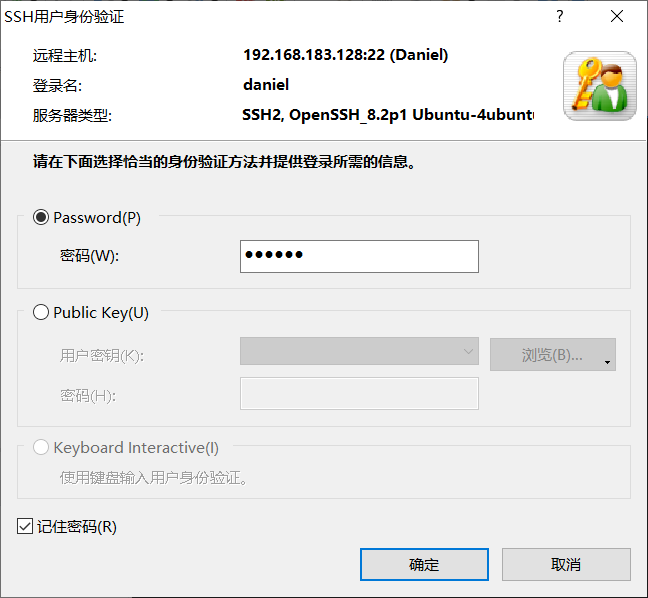 SSH用户身份验证
远程主机: 192.168.183.128:22 (Daniel)
登录名: daniel
服务器类型: SSH2, OpenSSH_8.2p1 Ubuntu-4ubuntu
请在下面选择恰当的身份验证方法并提供登录所需的信息。
Password(P)
密码(W): ••••••
Public Key(U)
用户密钥(K): 浏览(B)...
密码(H):
Keyboard Interactive(I)
使用键盘输入用户身份验证。
记住密码(R)
确定 取消